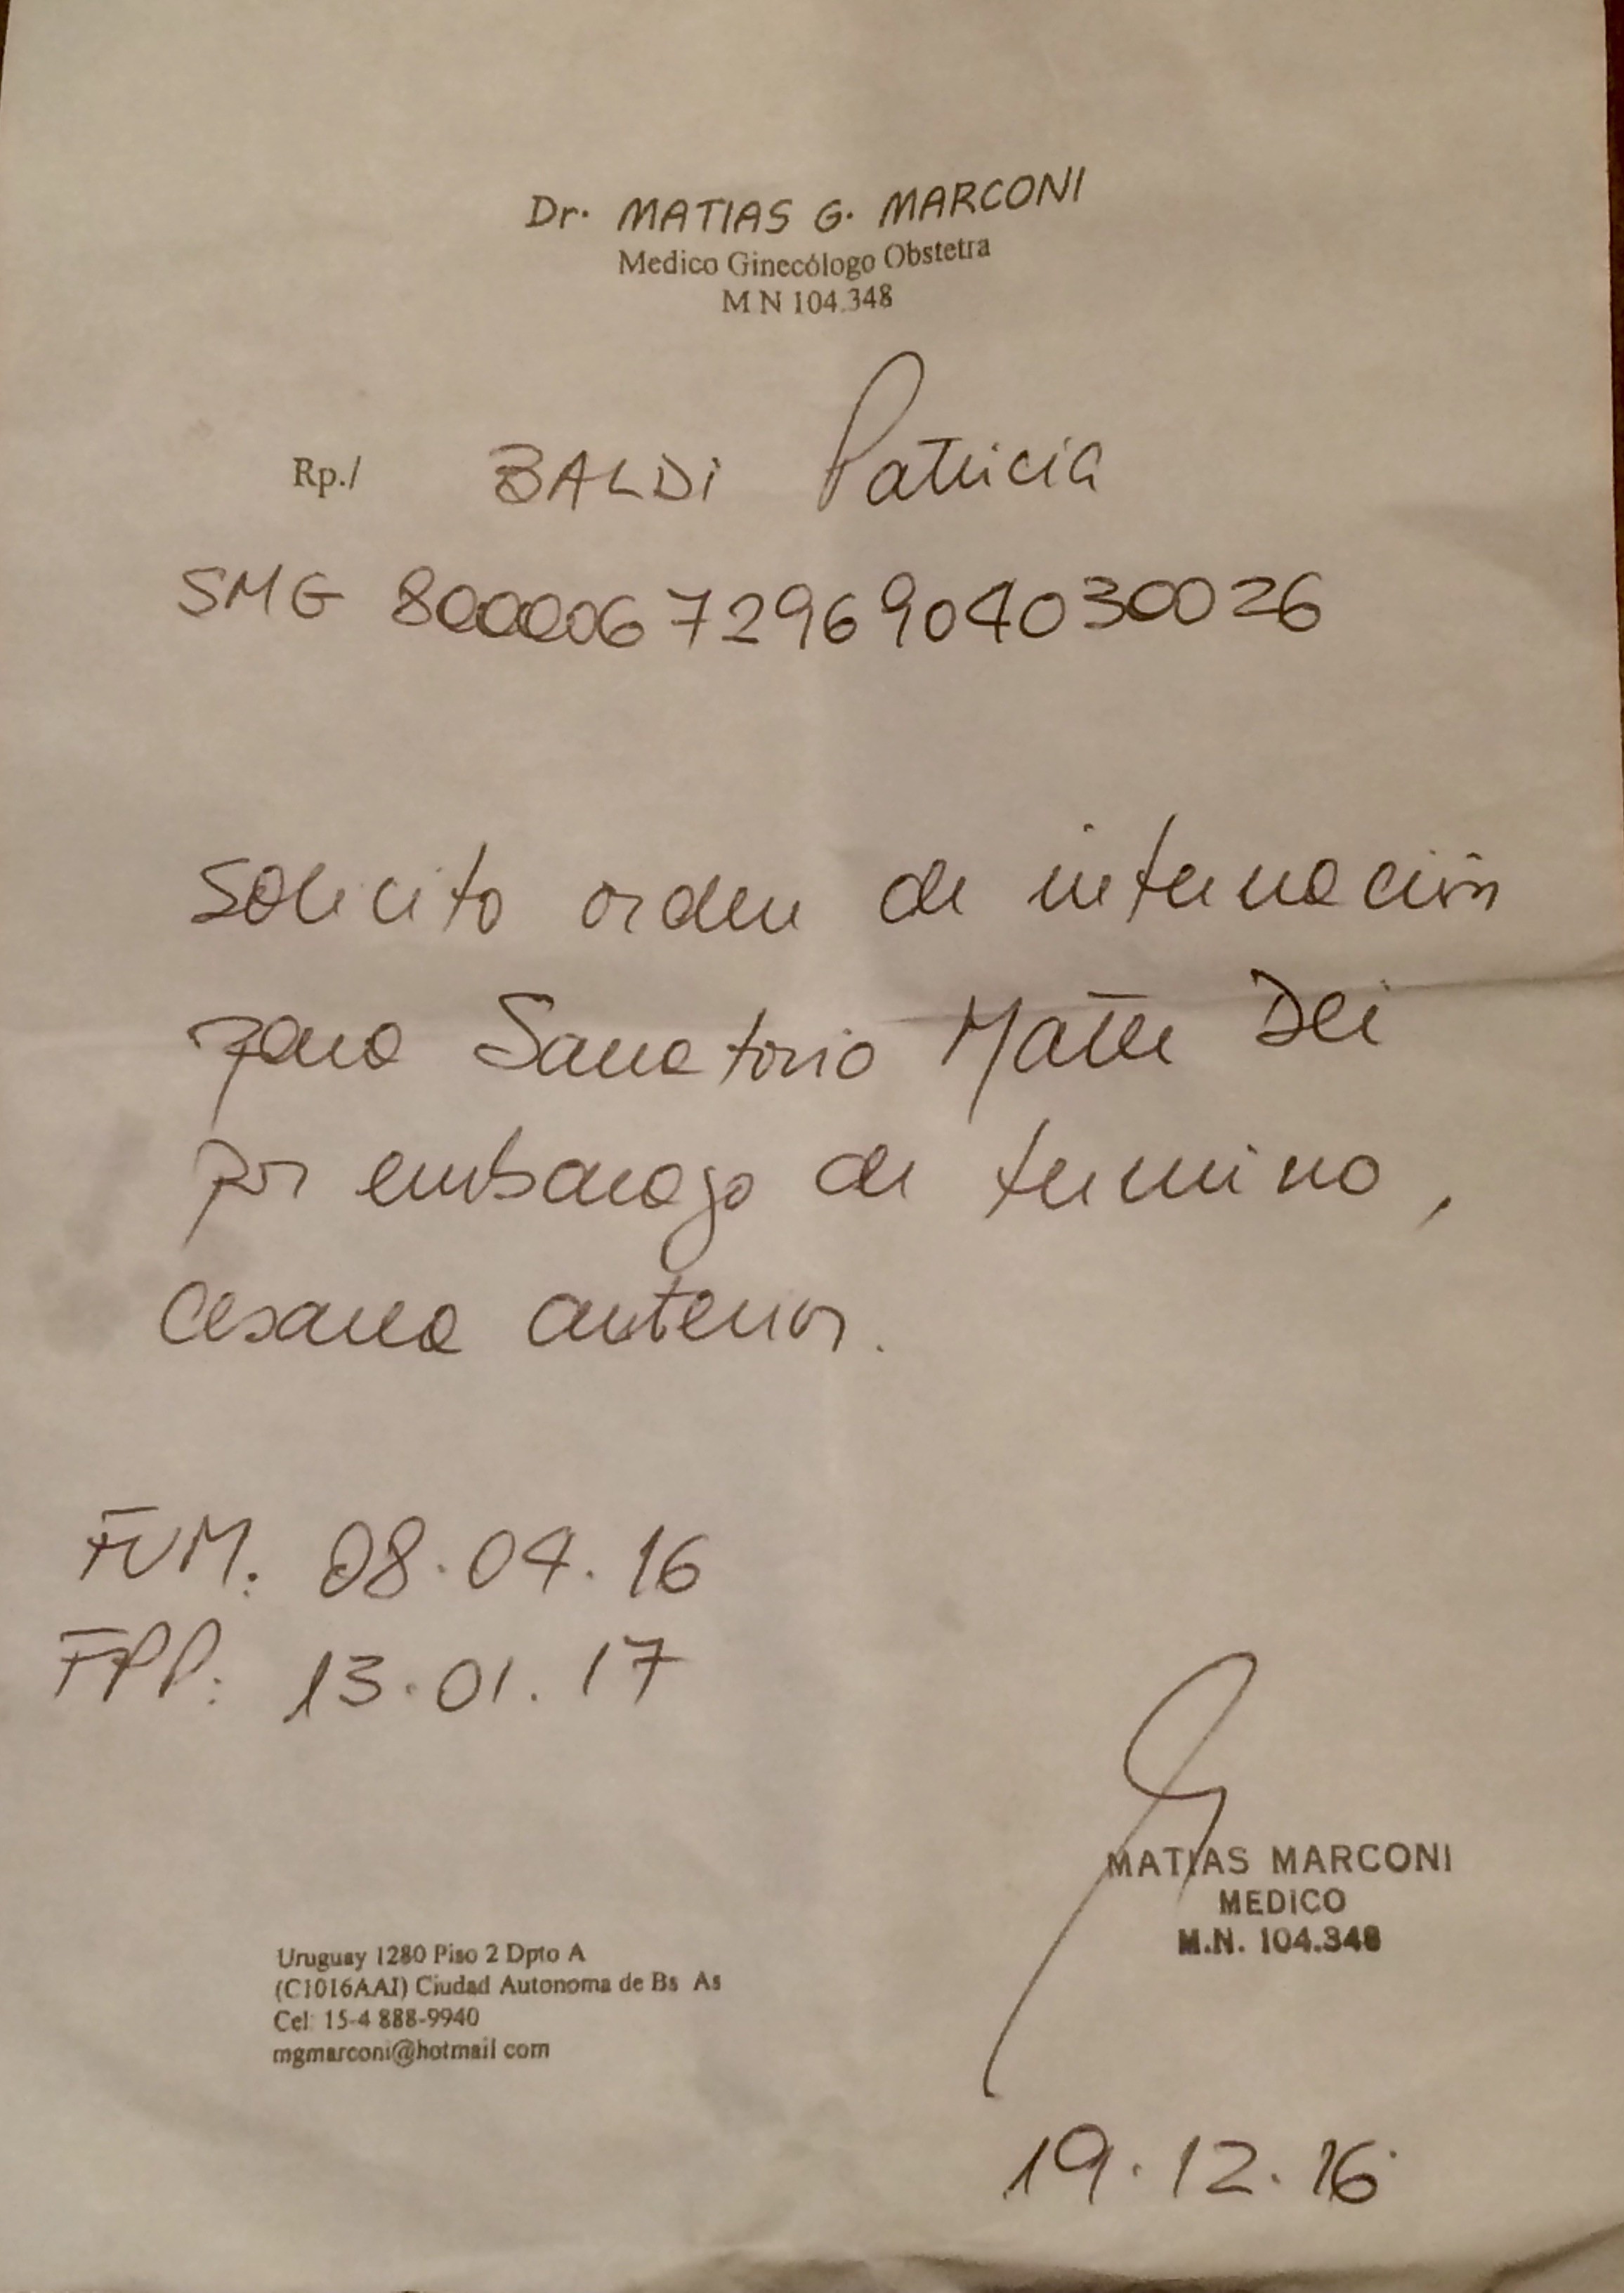 Dr. MATIAS G. MARCONI
Medico Ginecólogo Obstetra
M N 104.348
Rp./ BALDI Patricia
SMG 8000067296904030026
Solicito orden de internación
para Sanatorio Mater Dei
por embarazo de termino,
cesarea anterior.
FUM: 08.04.16
FPP: 13.01.17
MATIAS MARCONI
MEDICO
M.N. 104.348
Uruguay 1280 Piso 2 Dpto A
(C1016AAI) Ciudad Autonoma de Bs As
Cel: 15-4 888-9940
mgmarconi@hotmail com
19.12.16